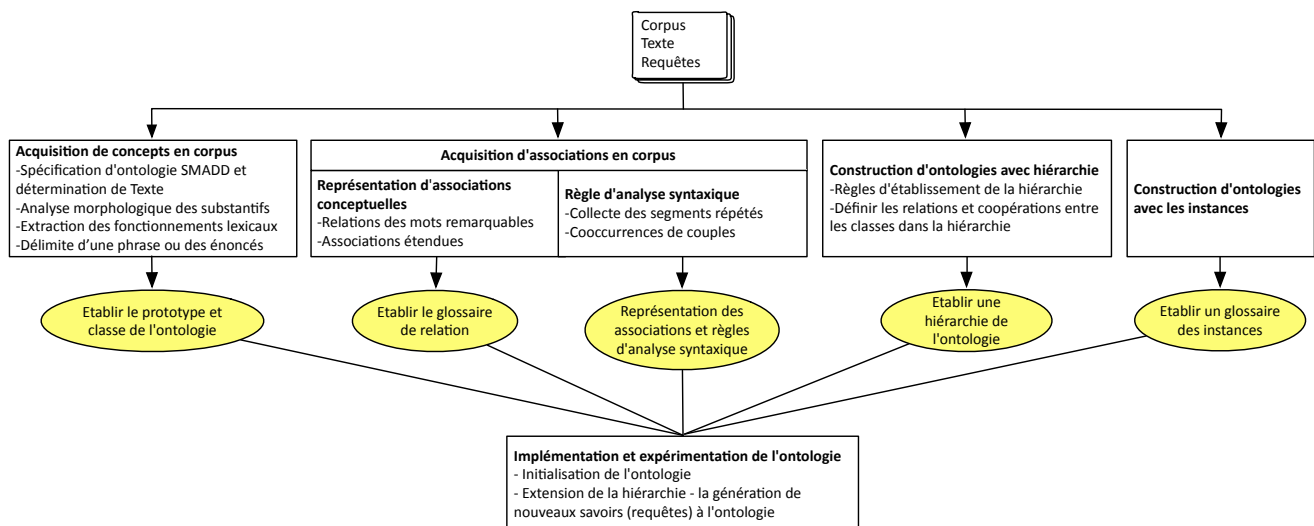 Corpus
Texte
Requêtes
Acquisition de concepts en corpus
-Spécification d'ontologie SMADD et
détermination de Texte
-Analyse morphologique des substantifs
-Extraction des fonctionnements lexicaux
-Délimite d’une phrase ou des énoncés
Acquisition d'associations en corpus
Représentation d'associations
conceptuelles
-Relations des mots remarquables
-Associations étendues
Règle d'analyse syntaxique
-Collecte des segments répétés
-Cooccurrences de couples
Construction d'ontologies avec hiérarchie
-Règles d'établissement de la hiérarchie
-Définir les relations et coopérations entre
les classes dans la hiérarchie
Construction d'ontologies
avec les instances
Etablir le prototype et
classe de l'ontologie
Etablir le glossaire
de relation
Représentation des
associations et règles
d'analyse syntaxique
Etablir une
hiérarchie de
l'ontologie
Etablir un glossaire
des instances
Implémentation et expérimentation de l'ontologie
- Initialisation de l'ontologie
- Extension de la hiérarchie - la génération de
nouveaux savoirs (requêtes) à l'ontologie